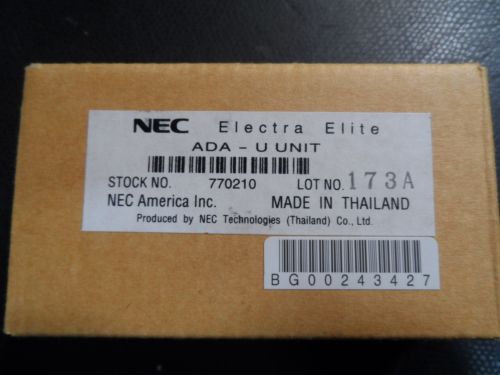 NEC Electra Elite
ADA - U UNIT
STOCK NO. 770210 LOT NO. 173A
NEC America Inc. MADE IN THAILAND
Produced by NEC Technologies (Thailand) Co., Ltd.
BG00243427